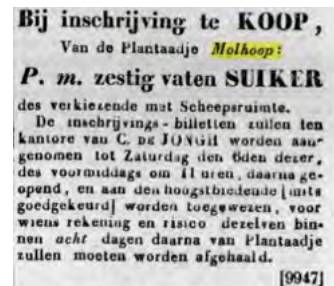 Bij inschrijving te KOOP,
Van de Plantaadje Molhoop:
P. m. zestig vaten SUIKER
des verkiezende met Scheepsruimte.
De inschrijvings-billetten zullen ten
kantore van C. DE JONGH worden aan-
genomen tot Zaturdag den 6den dezer,
des voormiddags om 11 uren, daarna ge-
opend, en aan den hoogstbiedende [mits
goedgekeurd] worden toegewezen, voor
wiens rekening en risico dezelven bin-
nen acht dagen daarna van Plantaadje
zullen moeten worden afgehaald.
[9947]